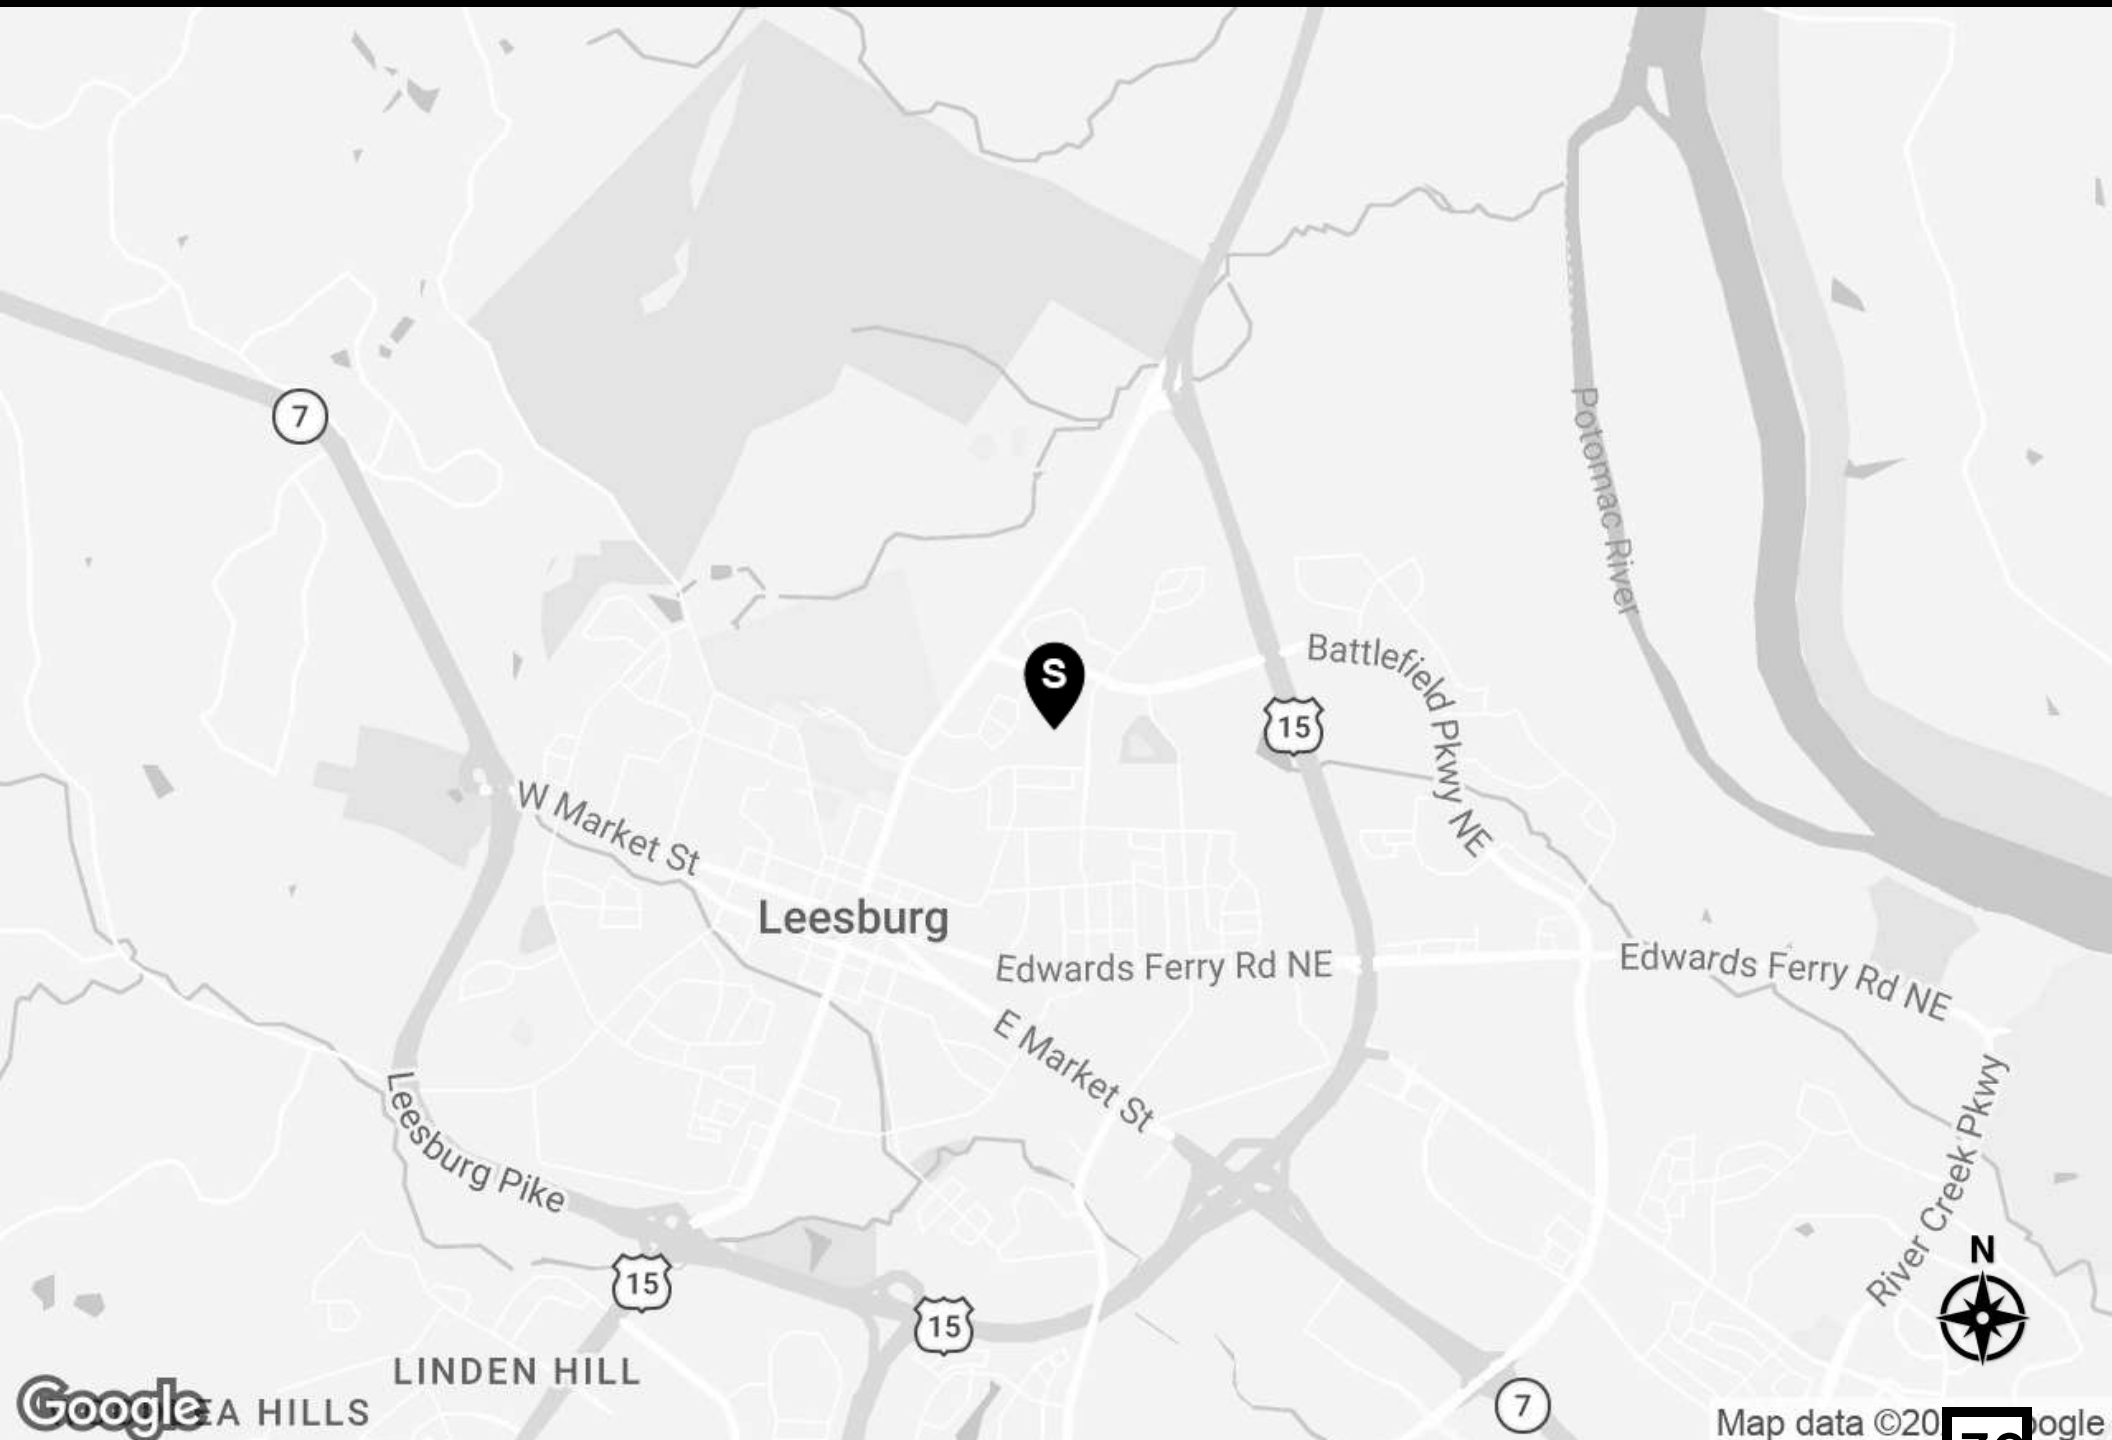 7
Potomac River
S
Battlefield Pkwy NE
15
W Market St
Leesburg
Edwards Ferry Rd NE
Edwards Ferry Rd NE
E Market St
Leesburg Pike
River Creek Pkwy
N
15
15
LINDEN HILL
7
Google
HILLS
Map data ©20